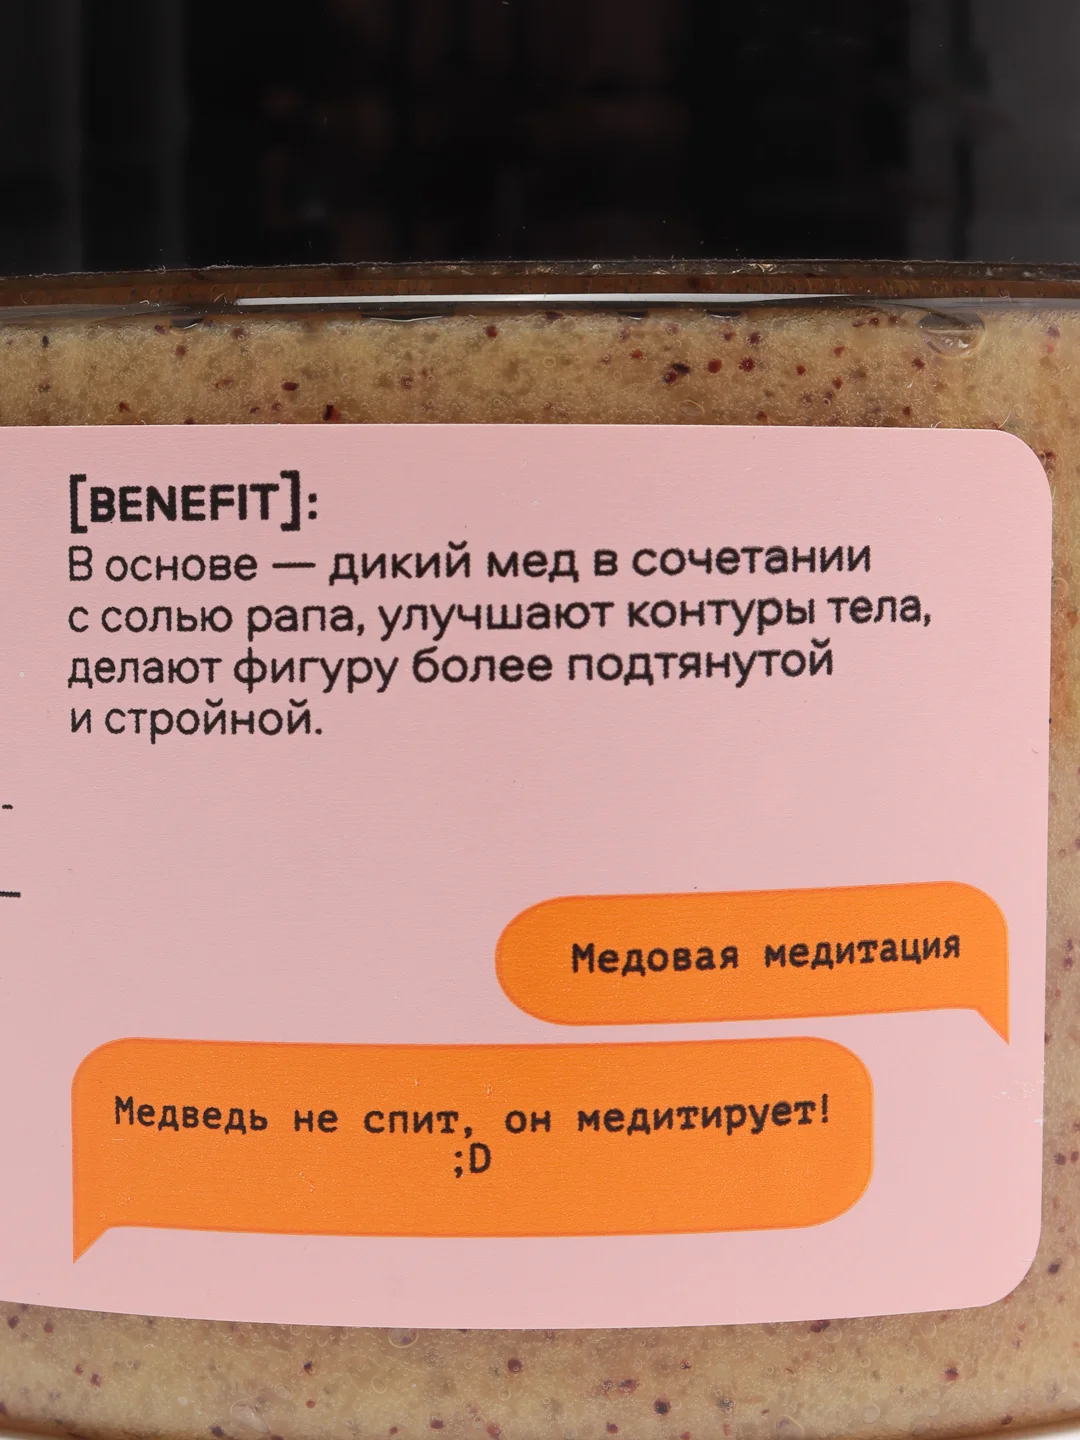 [BENEFIT]:
В основе — дикий мед в сочетании
с солью рапа, улучшают контуры тела,
делают фигуру более подтянутой
и стройной.
Медовая медитация
Медведь не спит, он медитирует!
;D